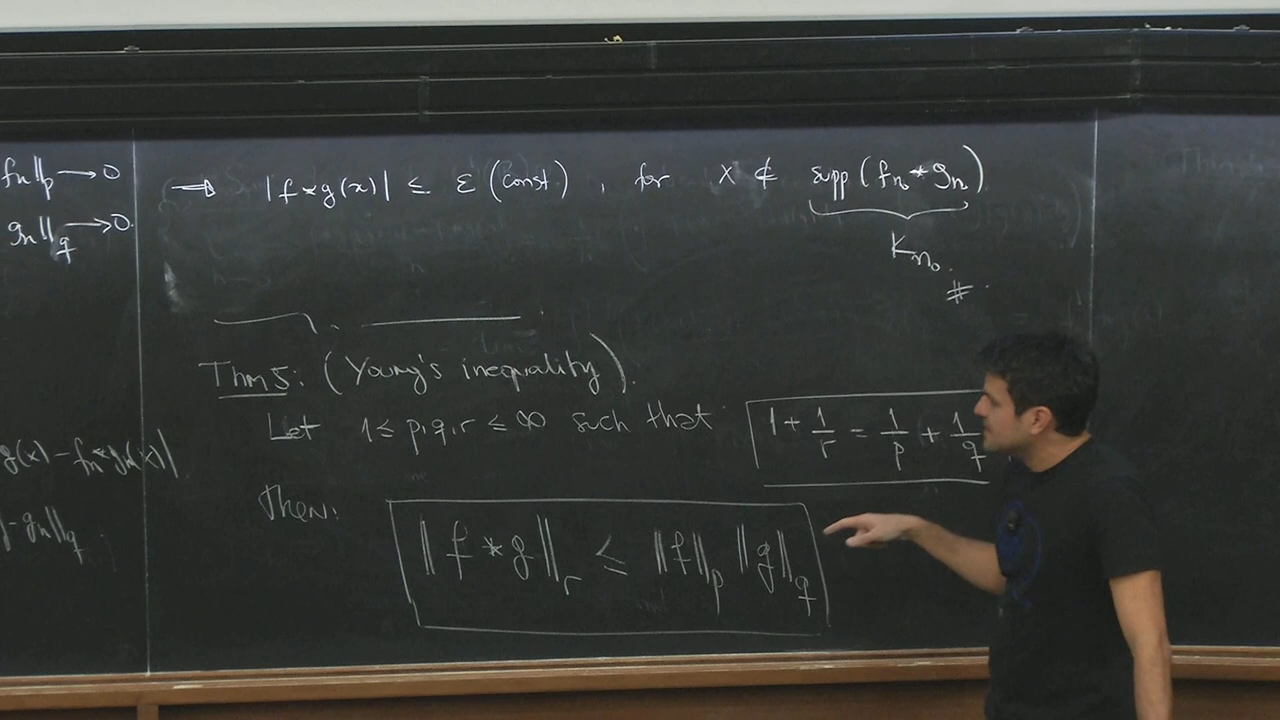 fn‖p → 0
gn‖q → 0
⇒ |f*g(x)| ≤ ε (const), for x ∉ supp(fn*gn)
Kn₀
#
g(x) - fn*gn(x)|
- gn‖q
Thm 5: (Young's inequality).
Let 1 ≤ p,q,r ≤ ∞ such that 1 + 1/r = 1/p + 1/q
Then:
‖f*g‖r ≤ ‖f‖p ‖g‖q